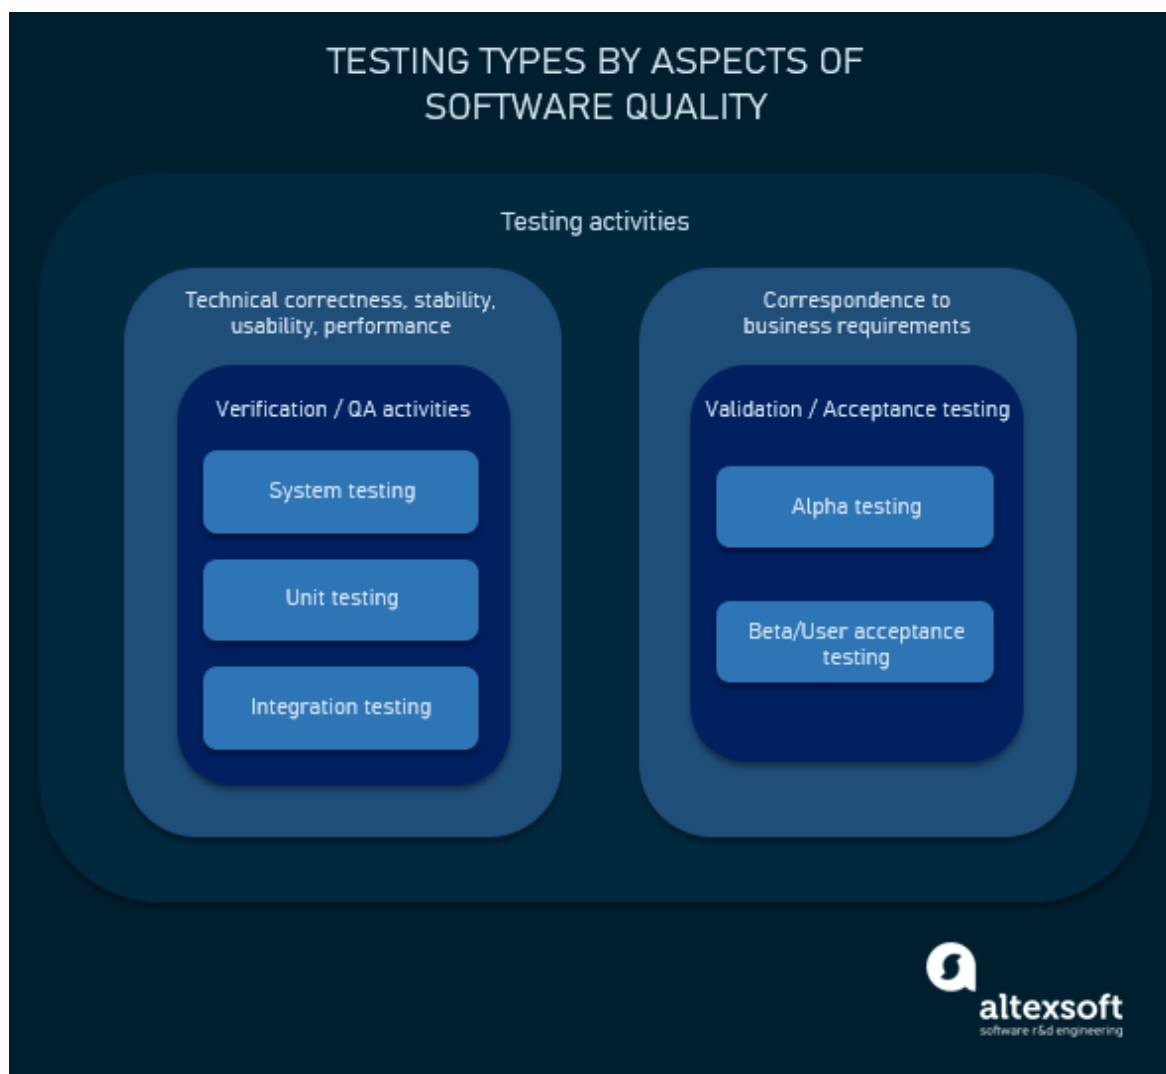 TESTING TYPES BY ASPECTS OF
SOFTWARE QUALITY
Testing activities
Technical correctness, stability,
usability, performance
Verification / QA activities
System testing
Unit testing
Integration testing
Correspondence to
business requirements
Validation / Acceptance testing
Alpha testing
Beta/User acceptance
testing
altexsoft
software r&d engineering